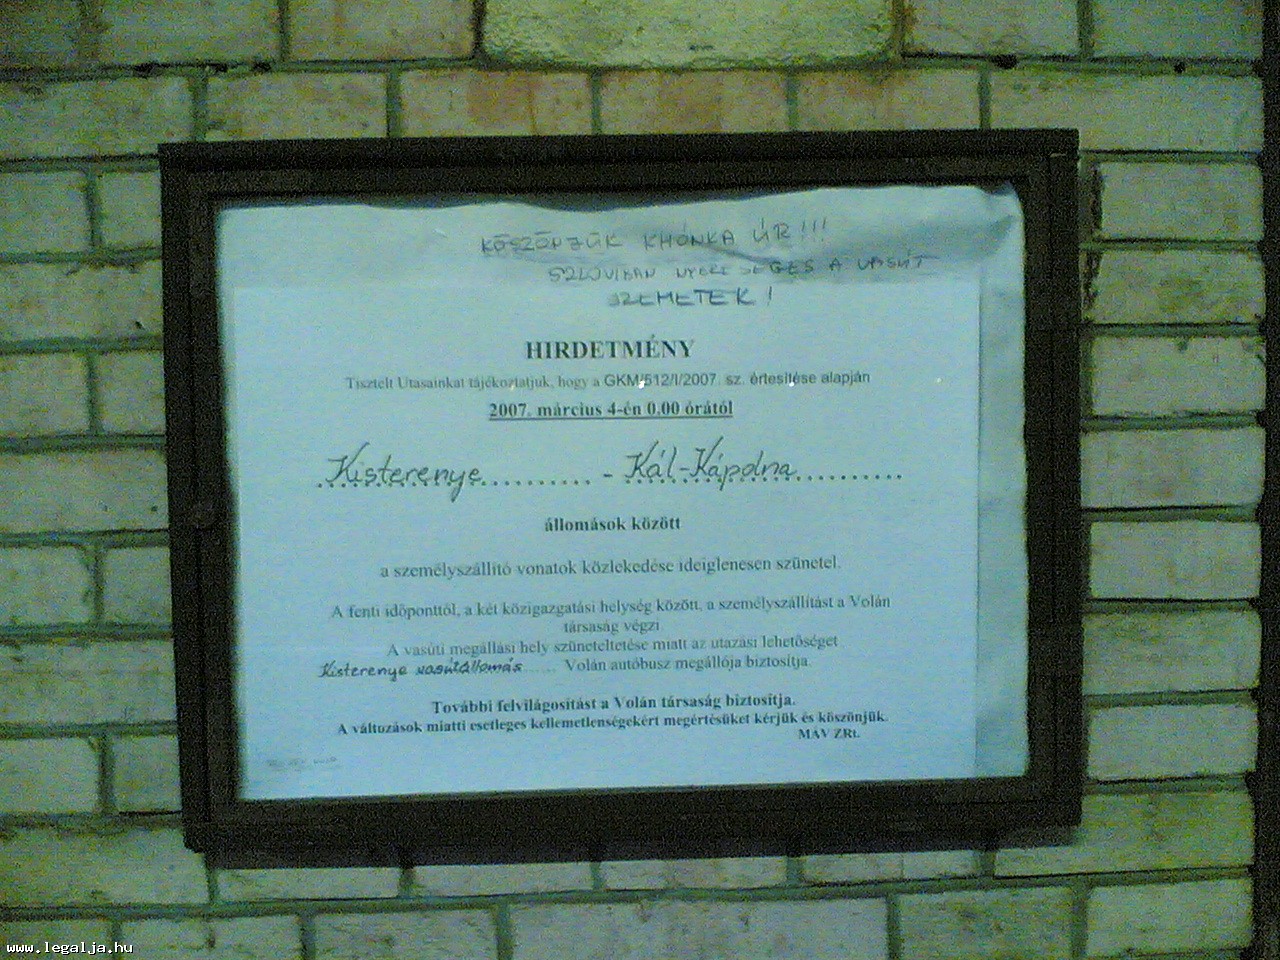 KÖSZÖNJÜK KHÓNKA ÚR!!!
SZLOVIBAN NYERESÉGES A VASÚT
SZEMETEK!
HIRDETMÉNY
Tisztelt Utasainkat tájékoztatjuk, hogy a GKM/512/I/2007. sz. értesítése alapján
2007. március 4-én 0.00 órától
Kisterenye.......... - Kál-Kápolna..........
állomások között
a személyszállító vonatok közlekedése ideiglenesen szünetel.
A fenti időponttól, a két közigazgatási helység között, a személyszállítást a Volán
társaság végzi
A vasúti megállási hely szüneteltetése miatt az utazási lehetőséget
Kisterenye vasútállomás...... Volán autóbusz megállója biztosítja.
További felvilágosítást a Volán társaság biztosítja.
A változások miatti esetleges kellemetlenségekért megértésüket kérjük és köszönjük.
MÁV ZRt.
www.legalja.hu